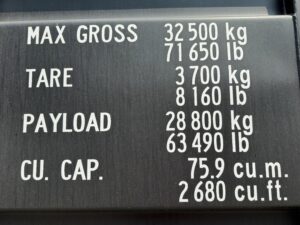 MAX GROSS 32 500 kg
71 650 lb
TARE 3 700 kg
8 160 lb
PAYLOAD 28 800 kg
63 490 lb
CU. CAP. 75.9 cu.m.
2 680 cu.ft.